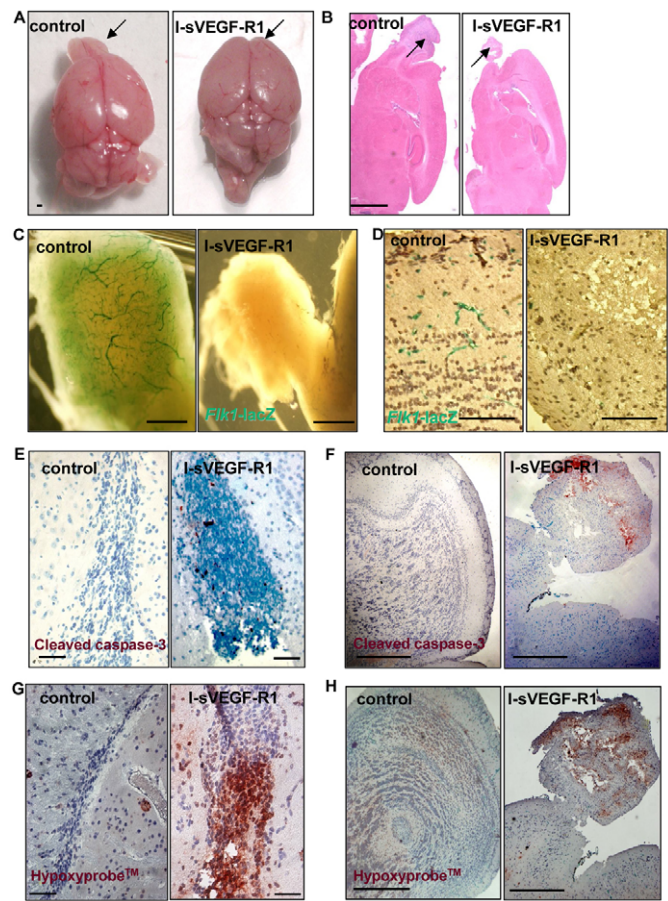 A
control
I-sVEGF-R1
B
control
I-sVEGF-R1
C
control
I-sVEGF-R1
Flk1-lacZ
D
control
I-sVEGF-R1
Flk1-lacZ
E
control
I-sVEGF-R1
Cleaved caspase-3
F
control
I-sVEGF-R1
Cleaved caspase-3
G
control
I-sVEGF-R1
Hypoxyprobe™
H
control
I-sVEGF-R1
Hypoxyprobe™